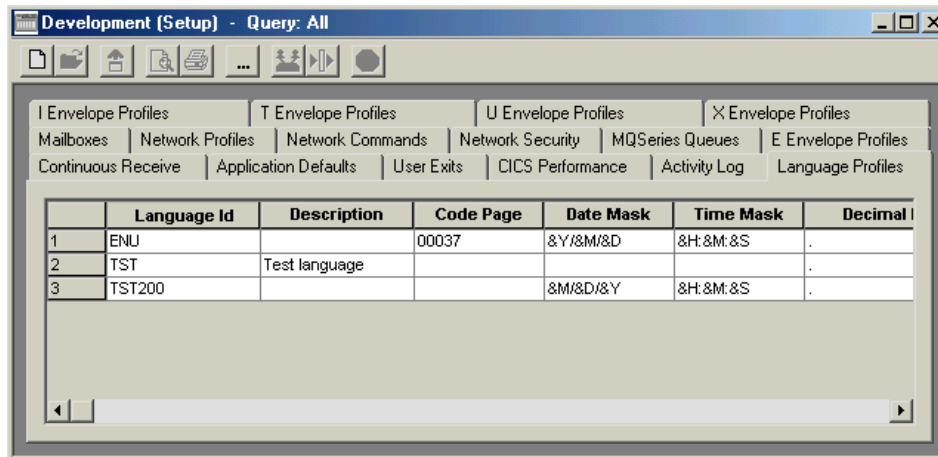 Development (Setup) - Query: All
...
I Envelope Profiles T Envelope Profiles U Envelope Profiles X Envelope Profiles
Mailboxes Network Profiles Network Commands Network Security MQSeries Queues E Envelope Profiles
Continuous Receive Application Defaults User Exits CICS Performance Activity Log Language Profiles
Language Id Description Code Page Date Mask Time Mask Decimal
1 ENU 00037 &Y/&M/&D &H:&M:&S .
2 TST Test language .
3 TST200 &M/&D/&Y &H:&M:&S .